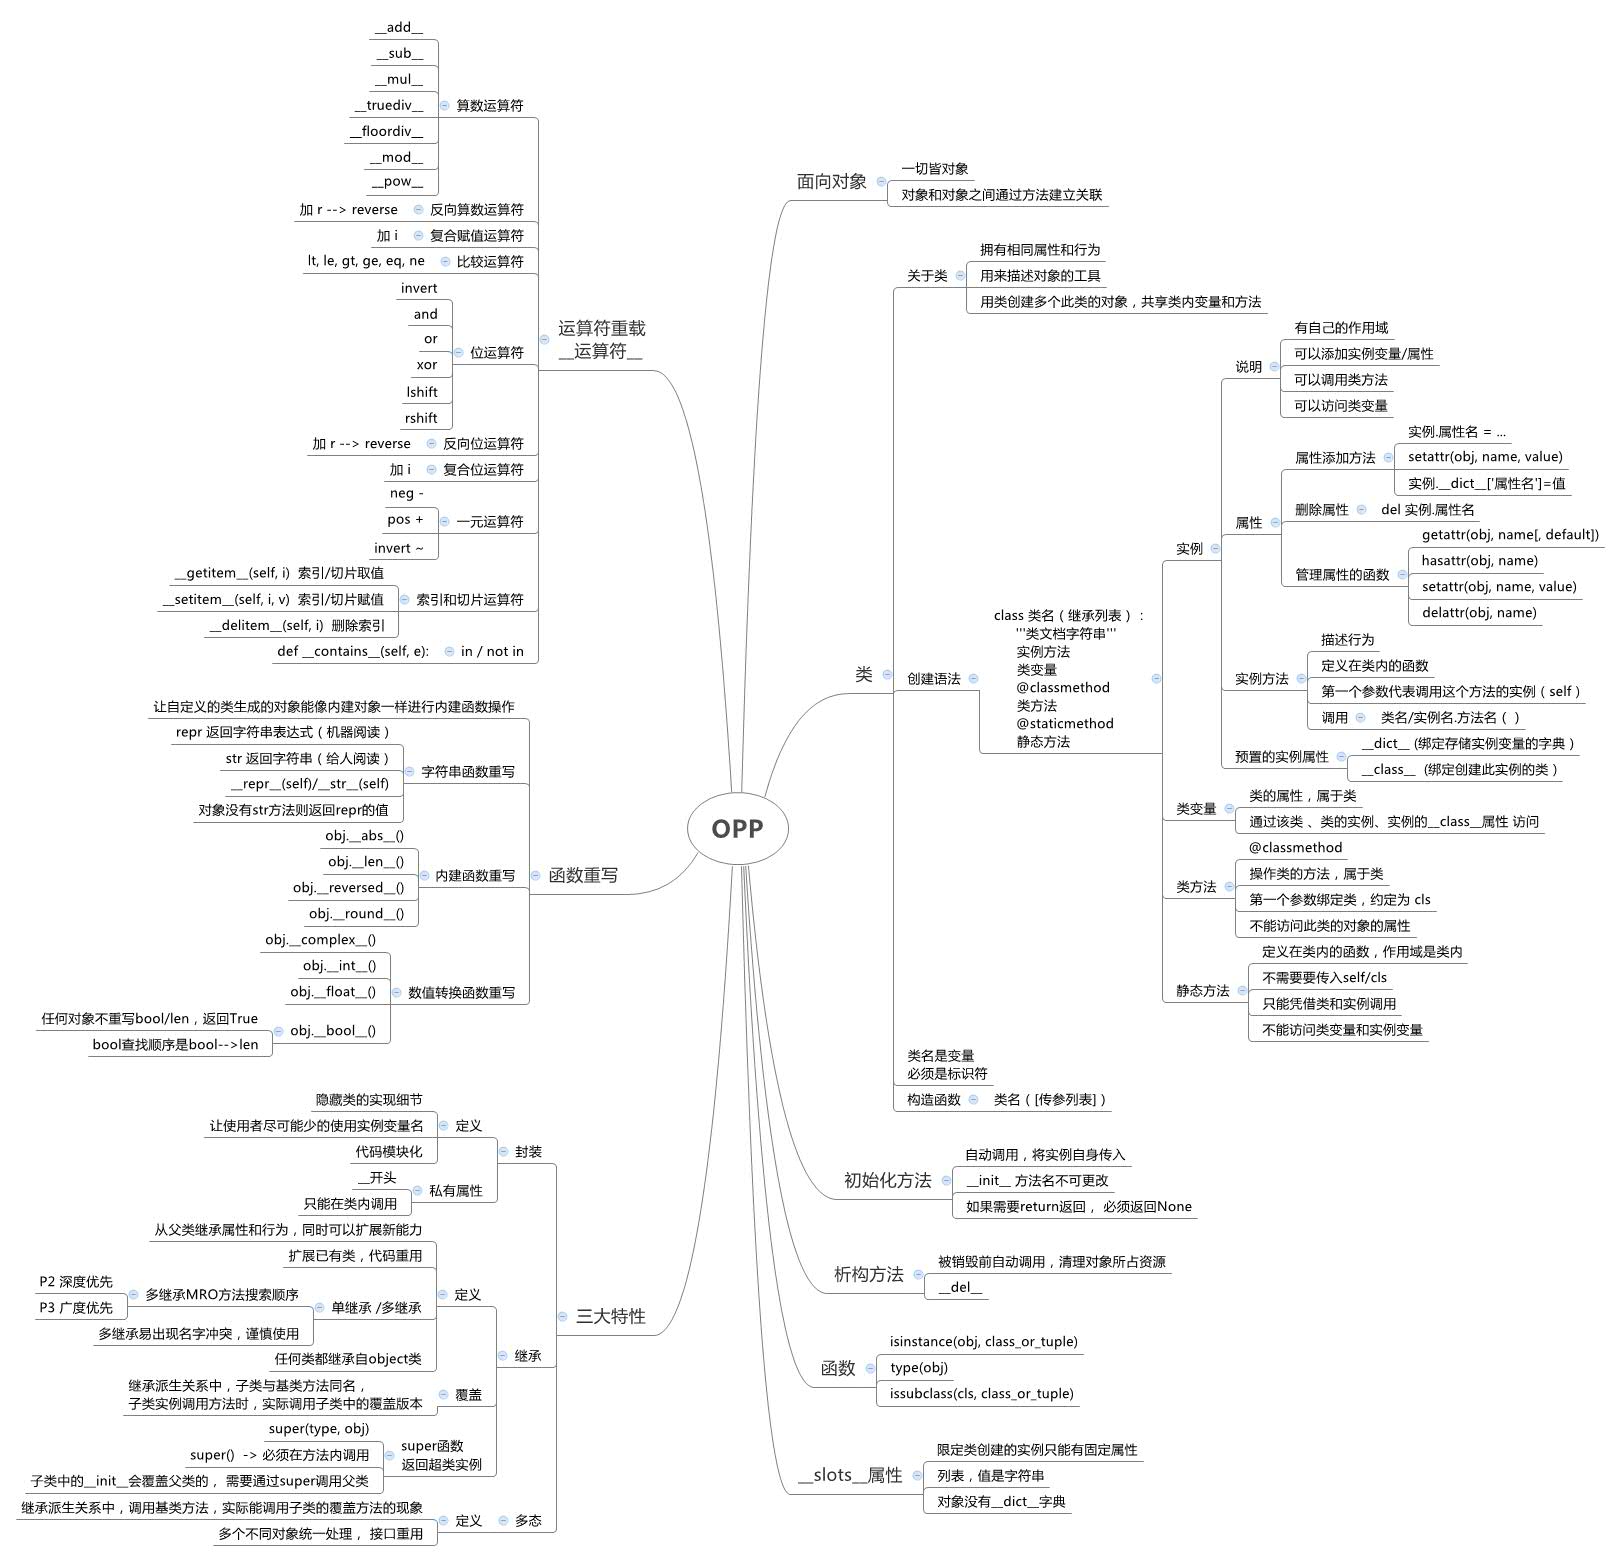 OPP
面向对象
一切皆对象
对象和对象之间通过方法建立关联
类
关于类
拥有相同属性和行为
用来描述对象的工具
用类创建多个此类的对象，共享类内变量和方法
创建语法
class 类名（继承列表）：
'''类文档字符串'''
实例方法
类变量
@classmethod
类方法
@staticmethod
静态方法
实例
说明
有自己的作用域
可以添加实例变量/属性
可以调用类方法
可以访问类变量
属性
属性添加方法
实例.属性名 = ...
setattr(obj, name, value)
实例.__dict__['属性名']=值
删除属性
del 实例.属性名
管理属性的函数
getattr(obj, name[, default])
hasattr(obj, name)
setattr(obj, name, value)
delattr(obj, name)
实例方法
描述行为
定义在类内的函数
第一个参数代表调用这个方法的实例（self）
调用
类名/实例名.方法名（ ）
预置的实例属性
__dict__ (绑定存储实例变量的字典）
__class__  (绑定创建此实例的类）
类变量
类的属性，属于类
通过该类 、类的实例、实例的__class__属性 访问
类方法
@classmethod
操作类的方法，属于类
第一个参数绑定类，约定为 cls
不能访问此类的对象的属性
静态方法
定义在类内的函数，作用域是类内
不需要要传入self/cls
只能凭借类和实例调用
不能访问类变量和实例变量
类名是变量
必须是标识符
构造函数
类名（ [传参列表] ）
初始化方法
自动调用，将实例自身传入
__init__ 方法名不可更改
如果需要return返回， 必须返回None
析构方法
被销毁前自动调用，清理对象所占资源
__del__
函数
isinstance(obj, class_or_tuple)
type(obj)
issubclass(cls, class_or_tuple)
__slots__属性
限定类创建的实例只能有固定属性
列表，值是字符串
对象没有__dict__字典
运算符重载
__运算符__
算数运算符
__add__
__sub__
__mul__
__truediv__
__floordiv__
__mod__
__pow__
反向算数运算符
加 r --> reverse
复合赋值运算符
加 i
比较运算符
lt, le, gt, ge, eq, ne
位运算符
invert
and
or
xor
lshift
rshift
反向位运算符
加 r --> reverse
复合位运算符
加 i
一元运算符
neg -
pos +
invert ~
索引和切片运算符
__getitem__(self, i)  索引/切片取值
__setitem__(self, i, v)  索引/切片赋值
__delitem__(self, i)  删除索引
in / not in
def __contains__(self, e):
函数重写
让自定义的类生成的对象能像内建对象一样进行内建函数操作
字符串函数重写
repr 返回字符串表达式（机器阅读）
str 返回字符串（给人阅读）
__repr__(self)/__str__(self)
对象没有str方法则返回repr的值
内建函数重写
obj.__abs__()
obj.__len__()
obj.__reversed__()
obj.__round__()
数值转换函数重写
obj.__complex__()
obj.__int__()
obj.__float__()
obj.__bool__()
任何对象不重写bool/len，返回True
bool查找顺序是bool-->len
三大特性
封装
定义
隐藏类的实现细节
让使用者尽可能少的使用实例变量名
代码模块化
私有属性
__开头
只能在类内调用
继承
定义
从父类继承属性和行为，同时可以扩展新能力
扩展已有类，代码重用
单继承 /多继承
多继承MRO方法搜索顺序
P2 深度优先
P3 广度优先
多继承易出现名字冲突，谨慎使用
任何类都继承自object类
覆盖
继承派生关系中，子类与基类方法同名，
子类实例调用方法时，实际调用子类中的覆盖版本
super函数
返回超类实例
super(type, obj)
super()  -> 必须在方法内调用
子类中的__init__会覆盖父类的， 需要通过super调用父类
多态
定义
继承派生关系中，调用基类方法，实际能调用子类的覆盖方法的现象
多个不同对象统一处理， 接口重用